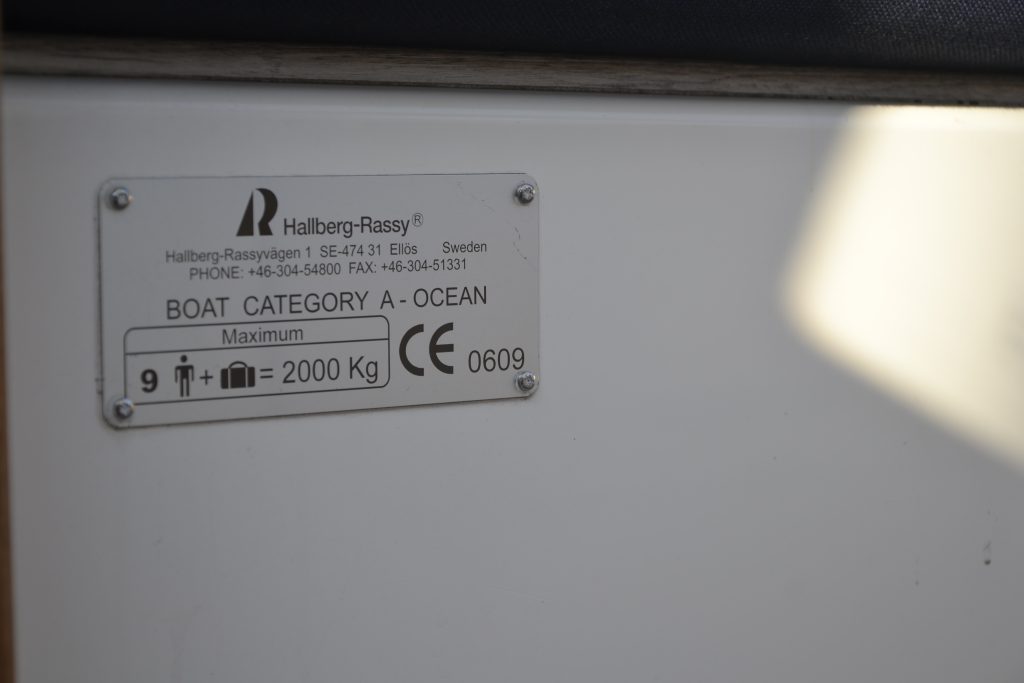 Hallberg-Rassy®
Hallberg-Rassyvägen 1 SE-474 31 Ellös Sweden
PHONE: +46-304-54800 FAX: +46-304-51331
BOAT CATEGORY A - OCEAN
Maximum
9 + = 2000 Kg
CE 0609